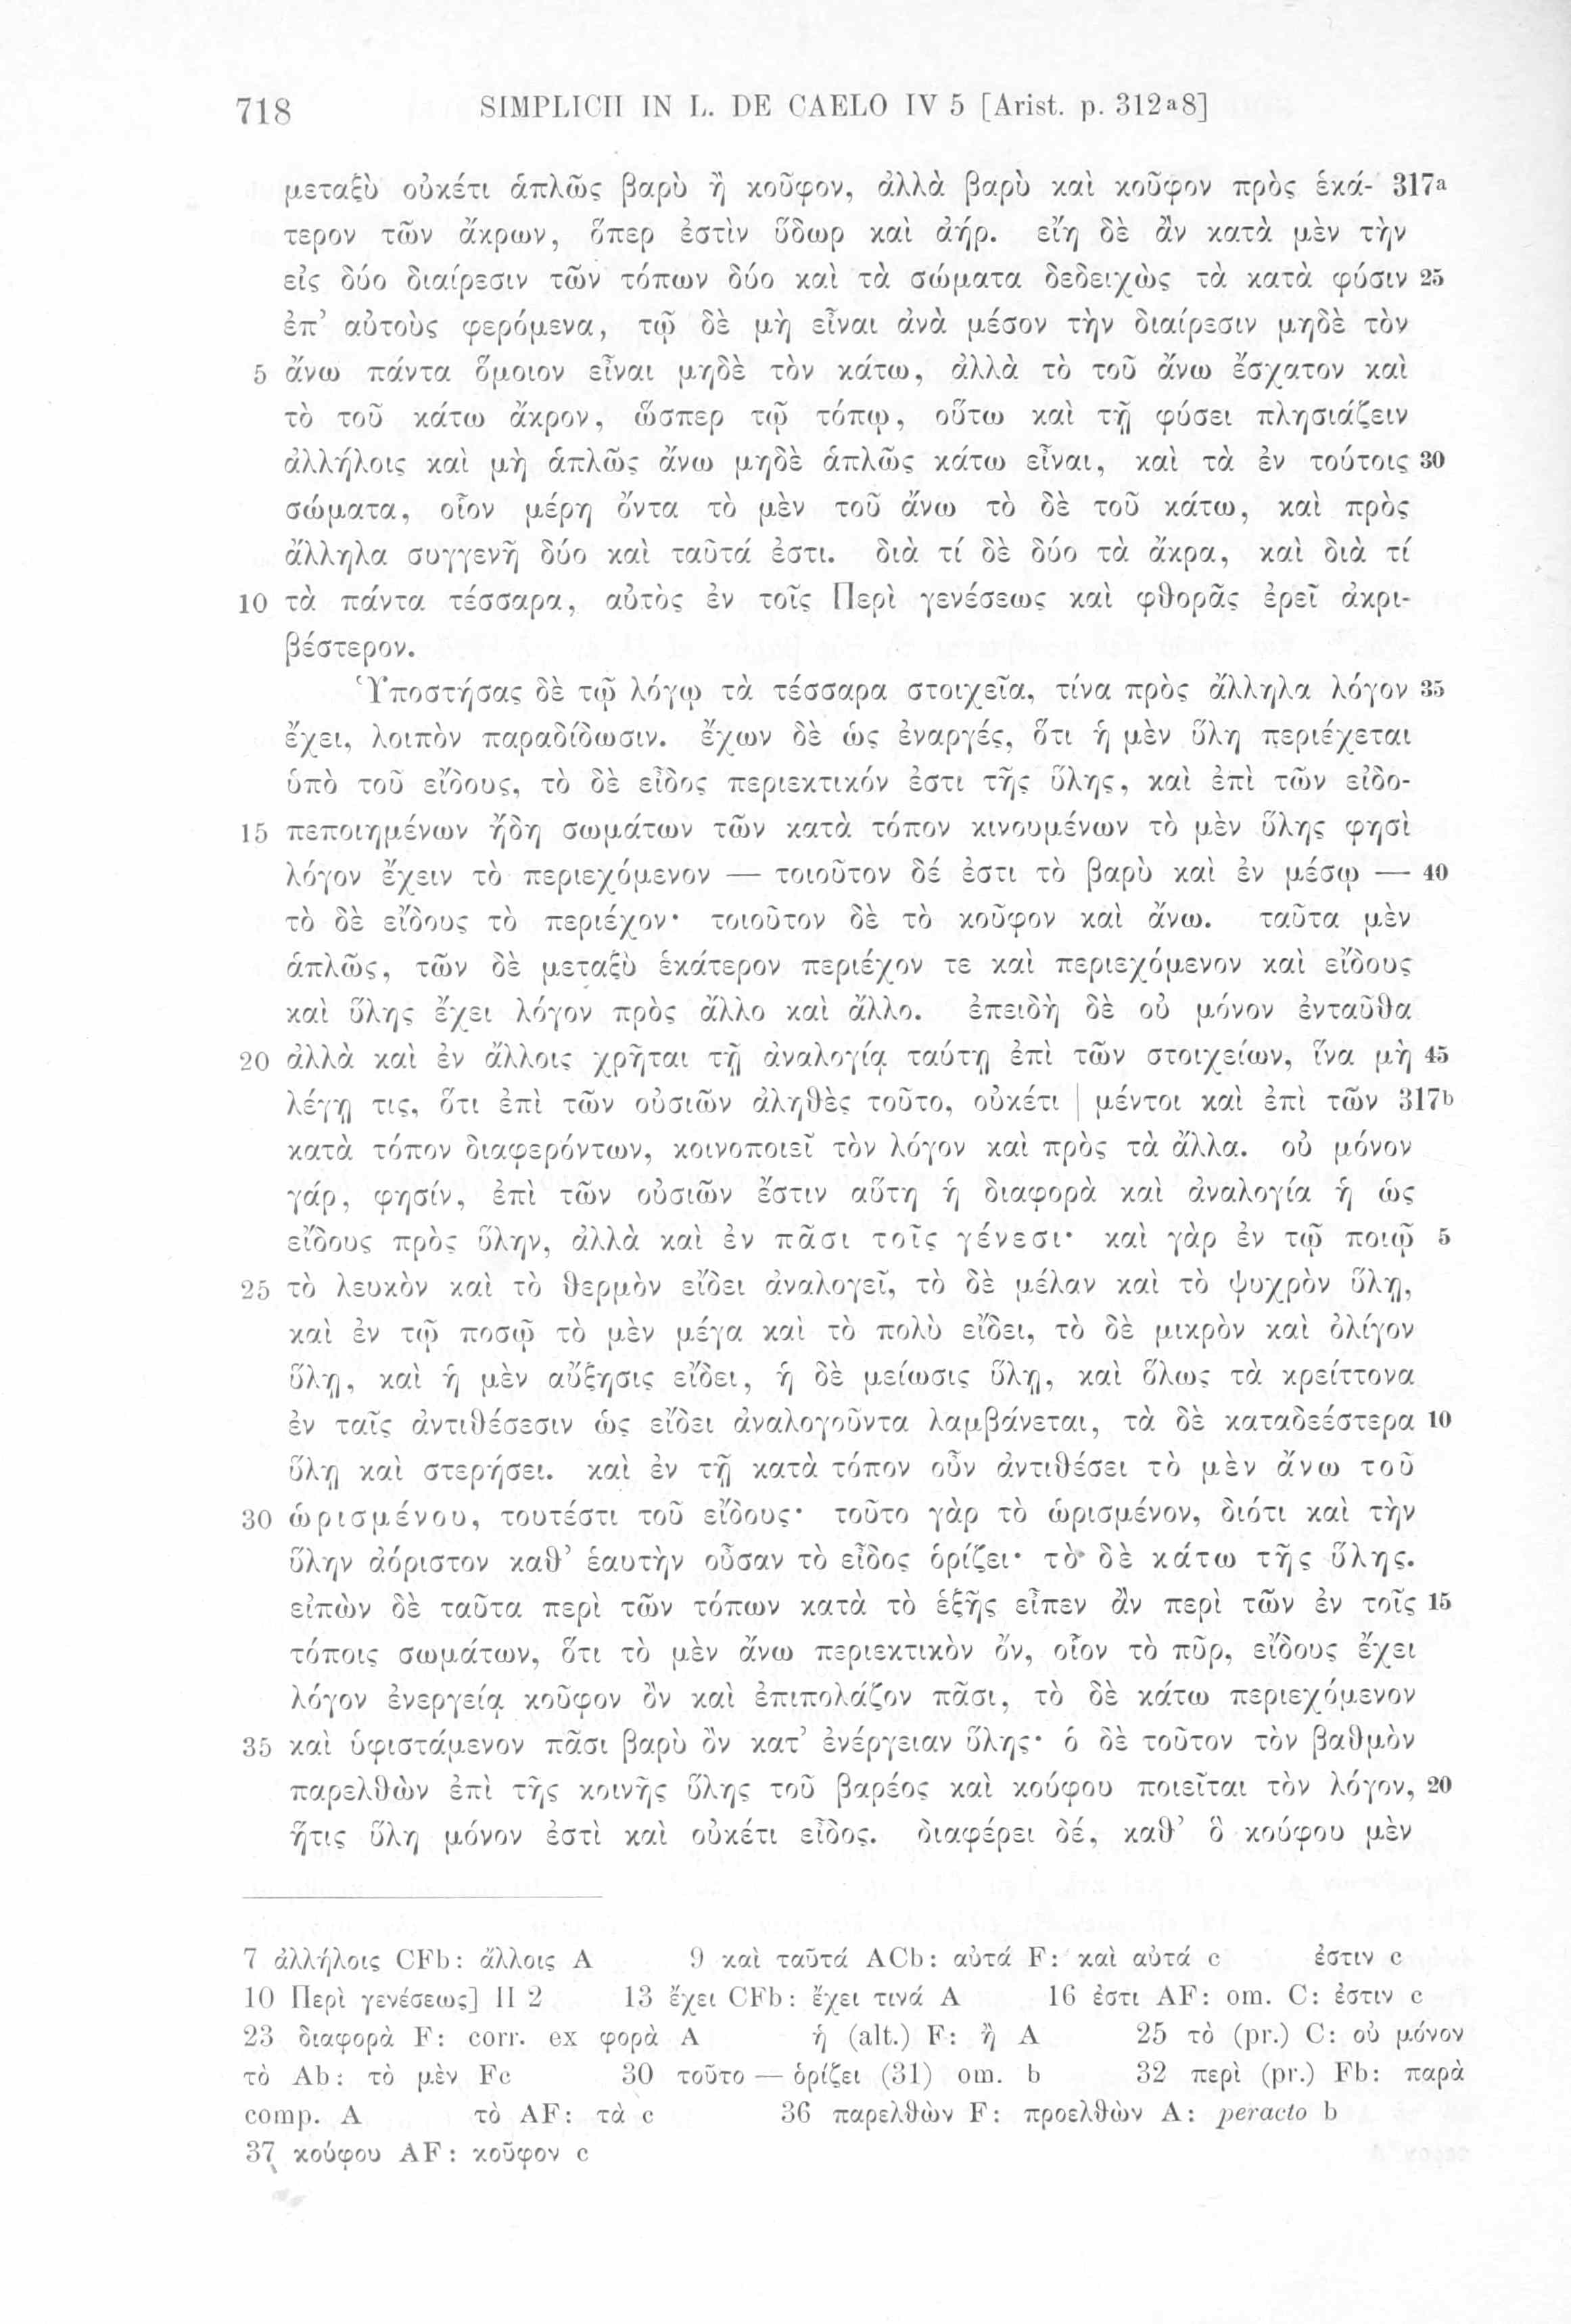 718 SIMPLICII IN L. DE CAELO IV 5 [Arist. p. 312a8]
μεταξὺ οὐκέτι ἁπλῶς βαρὺ ἢ κοῦφον, ἀλλὰ βαρὺ καὶ κοῦφον πρὸς ἑκά- 317a
τερον τῶν ἄκρων, ὅπερ ἐστὶν ὕδωρ καὶ ἀήρ. εἴη δὲ ἂν κατὰ μὲν τὴν
εἰς δύο διαίρεσιν τῶν τόπων δύο καὶ τὰ σώματα δεδειχὼς τὰ κατὰ φύσιν 25
ἐπ’ αὐτοὺς φερόμενα, τῷ δὲ μὴ εἶναι ἀνὰ μέσον τὴν διαίρεσιν μηδὲ τὸν
5 ἄνω πάντα ὅμοιον εἶναι μηδὲ τὸν κάτω, ἀλλὰ τὸ τοῦ ἄνω ἔσχατον καὶ
τὸ τοῦ κάτω ἄκρον, ὥσπερ τῷ τόπῳ, οὕτω καὶ τῇ φύσει πλησιάζειν
ἀλλήλοις καὶ μὴ ἁπλῶς ἄνω μηδὲ ἁπλῶς κάτω εἶναι, καὶ τὰ ἐν τούτοις 30
σώματα, οἷον μέρη ὄντα τὸ μὲν τοῦ ἄνω τὸ δὲ τοῦ κάτω, καὶ πρὸς
ἄλληλα συγγενῆ δύο καὶ ταῦτά ἐστι. διὰ τί δὲ δύο τὰ ἄκρα, καὶ διὰ τί
10 τὰ πάντα τέσσαρα, αὐτὸς ἐν τοῖς Περὶ γενέσεως καὶ φθορᾶς ἐρεῖ ἀκρι-
βέστερον.
Ὑποστήσας δὲ τῷ λόγῳ τὰ τέσσαρα στοιχεῖα, τίνα πρὸς ἄλληλα λόγον 35
ἔχει, λοιπὸν παραδίδωσιν. ἔχων δὲ ὡς ἐναργές, ὅτι ἡ μὲν ὕλη περιέχεται
ὑπὸ τοῦ εἴδους, τὸ δὲ εἶδος περιεκτικόν ἐστι τῆς ὕλης, καὶ ἐπὶ τῶν εἰδο-
15 πεποιημένων ἤδη σωμάτων τῶν κατὰ τόπον κινουμένων τὸ μὲν ὕλης φησὶ
λόγον ἔχειν τὸ περιεχόμενον — τοιοῦτον δέ ἐστι τὸ βαρὺ καὶ ἐν μέσῳ — 40
τὸ δὲ εἴδους τὸ περιέχον· τοιοῦτον δὲ τὸ κοῦφον καὶ ἄνω. ταῦτα μὲν
ἁπλῶς, τῶν δὲ μεταξὺ ἑκάτερον περιέχον τε καὶ περιεχόμενον καὶ εἴδους
καὶ ὕλης ἔχει λόγον πρὸς ἄλλο καὶ ἄλλο. ἐπειδὴ δὲ οὐ μόνον ἐνταῦθα
20 ἀλλὰ καὶ ἐν ἄλλοις χρῆται τῇ ἀναλογίᾳ ταύτῃ ἐπὶ τῶν στοιχείων, ἵνα μὴ 45
λέγῃ τις, ὅτι ἐπὶ τῶν οὐσιῶν ἀληθὲς τοῦτο, οὐκέτι | μέντοι καὶ ἐπὶ τῶν 317b
κατὰ τόπον διαφερόντων, κοινοποιεῖ τὸν λόγον καὶ πρὸς τὰ ἄλλα. οὐ μόνον
γάρ, φησίν, ἐπὶ τῶν οὐσιῶν ἔστιν αὕτη ἡ διαφορὰ καὶ ἀναλογία ἡ ὡς
εἴδους πρὸς ὕλην, ἀλλὰ καὶ ἐν πᾶσι τοῖς γένεσι· καὶ γὰρ ἐν τῷ ποιῷ 5
25 τὸ λευκὸν καὶ τὸ θερμὸν εἴδει ἀναλογεῖ, τὸ δὲ μέλαν καὶ τὸ ψυχρὸν ὕλῃ,
καὶ ἐν τῷ ποσῷ τὸ μὲν μέγα καὶ τὸ πολὺ εἴδει, τὸ δὲ μικρὸν καὶ ὀλίγον
ὕλῃ, καὶ ἡ μὲν αὔξησις εἴδει, ἡ δὲ μείωσις ὕλῃ, καὶ ὅλως τὰ κρείττονα
ἐν ταῖς ἀντιθέσεσιν ὡς εἴδει ἀναλογοῦντα λαμβάνεται, τὰ δὲ καταδεέστερα 10
ὕλῃ καὶ στερήσει. καὶ ἐν τῇ κατὰ τόπον οὖν ἀντιθέσει τὸ μὲν ἄνω τοῦ
30 ὡρισμένου, τουτέστι τοῦ εἴδους· τοῦτο γὰρ τὸ ὡρισμένον, διότι καὶ τὴν
ὕλην ἀόριστον καθ’ ἑαυτὴν οὖσαν τὸ εἶδος ὁρίζει· τὸ δὲ κάτω τῆς ὕλης.
εἰπὼν δὲ ταῦτα περὶ τῶν τόπων κατὰ τὸ ἑξῆς εἶπεν ἂν περὶ τῶν ἐν τοῖς 15
τόποις σωμάτων, ὅτι τὸ μὲν ἄνω περιεκτικὸν ὄν, οἷον τὸ πῦρ, εἴδους ἔχει
λόγον ἐνεργείᾳ κοῦφον ὂν καὶ ἐπιπολάζον πᾶσι, τὸ δὲ κάτω περιεχόμενον
35 καὶ ὑφιστάμενον πᾶσι βαρὺ ὂν κατ’ ἐνέργειαν ὕλης· ὁ δὲ τοῦτον τὸν βαθμὸν
παρελθὼν ἐπὶ τῆς κοινῆς ὕλης τοῦ βαρέος καὶ κούφου ποιεῖται τὸν λόγον, 20
ἥτις ὕλη μόνον ἐστὶ καὶ οὐκέτι εἶδος. διαφέρει δέ, καθ’ ὃ κούφου μὲν
7 ἀλλήλοις CFb: ἄλλοις A 9 καὶ ταῦτά ACb: αὐτά F: καὶ αὐτά c ἐστιν c
10 Περὶ γενέσεως] II 2 13 ἔχει CFb: ἔχει τινά A 16 ἐστι AF: om. C: ἐστιν c
23 διαφορὰ F: corr. ex φορὰ A ἡ (alt.) F: ἢ A 25 τὸ (pr.) C: οὐ μόνον
τὸ Ab: τὸ μὲν Fc 30 τοῦτο — ὁρίζει (31) om. b 32 περὶ (pr.) Fb: παρὰ
comp. A τὸ AF: τὰ c 36 παρελθὼν F: προελθὼν A: peracto b
37 κούφου AF: κοῦφον c